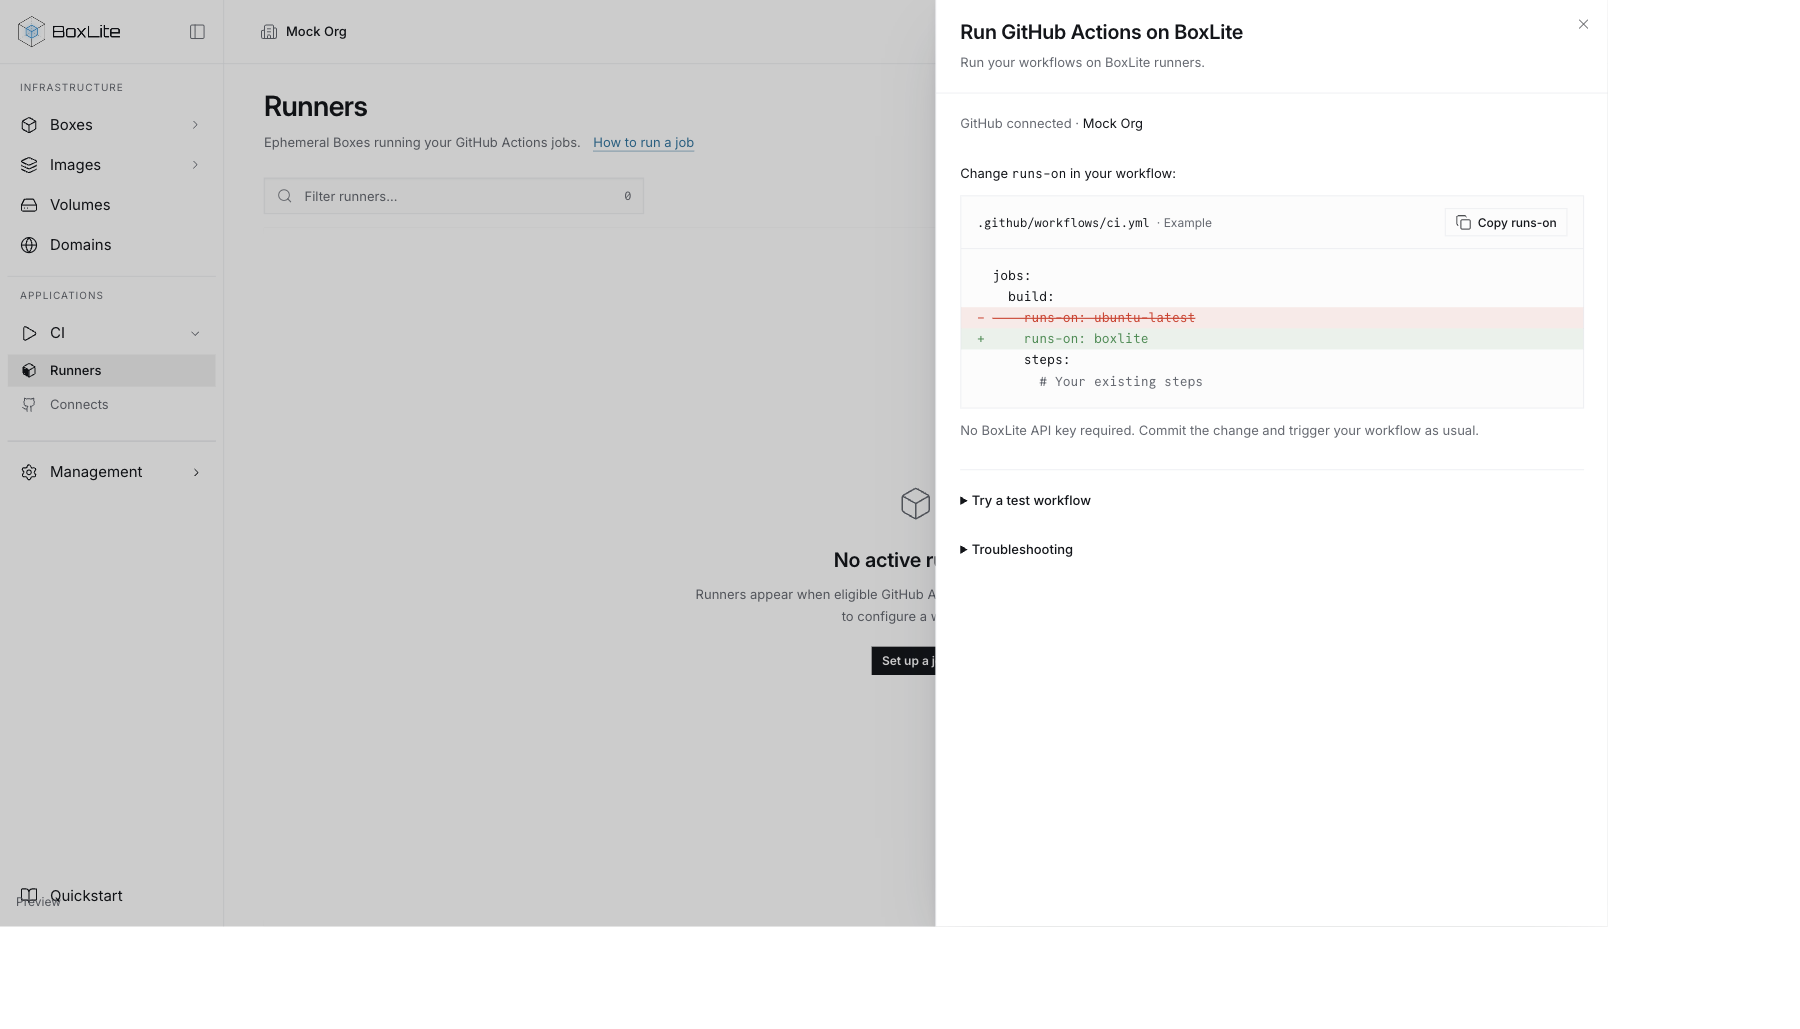 BoxLite
Mock Org
INFRASTRUCTURE
Boxes
Images
Volumes
Domains
APPLICATIONS
CI
Runners
Connects
Management
Quickstart
Preview
Runners
Ephemeral Boxes running your GitHub Actions jobs. How to run a job
Filter runners... 0
No active
Runners appear when eligible GitHub
to configure a
Set up a
Run GitHub Actions on BoxLite
Run your workflows on BoxLite runners.
GitHub connected · Mock Org
Change runs-on in your workflow:
.github/workflows/ci.yml · Example
Copy runs-on
jobs:
build:
- runs-on: ubuntu-latest
+ runs-on: boxlite
steps:
# Your existing steps
No BoxLite API key required. Commit the change and trigger your workflow as usual.
Try a test workflow
Troubleshooting